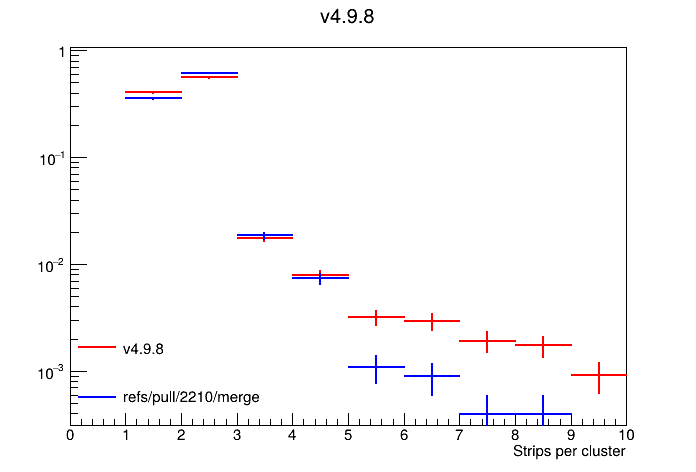 v4.9.8
1
10⁻¹
10⁻²
10⁻³
v4.9.8
refs/pull/2210/merge
0 1 2 3 4 5 6 7 8 9 10
Strips per cluster